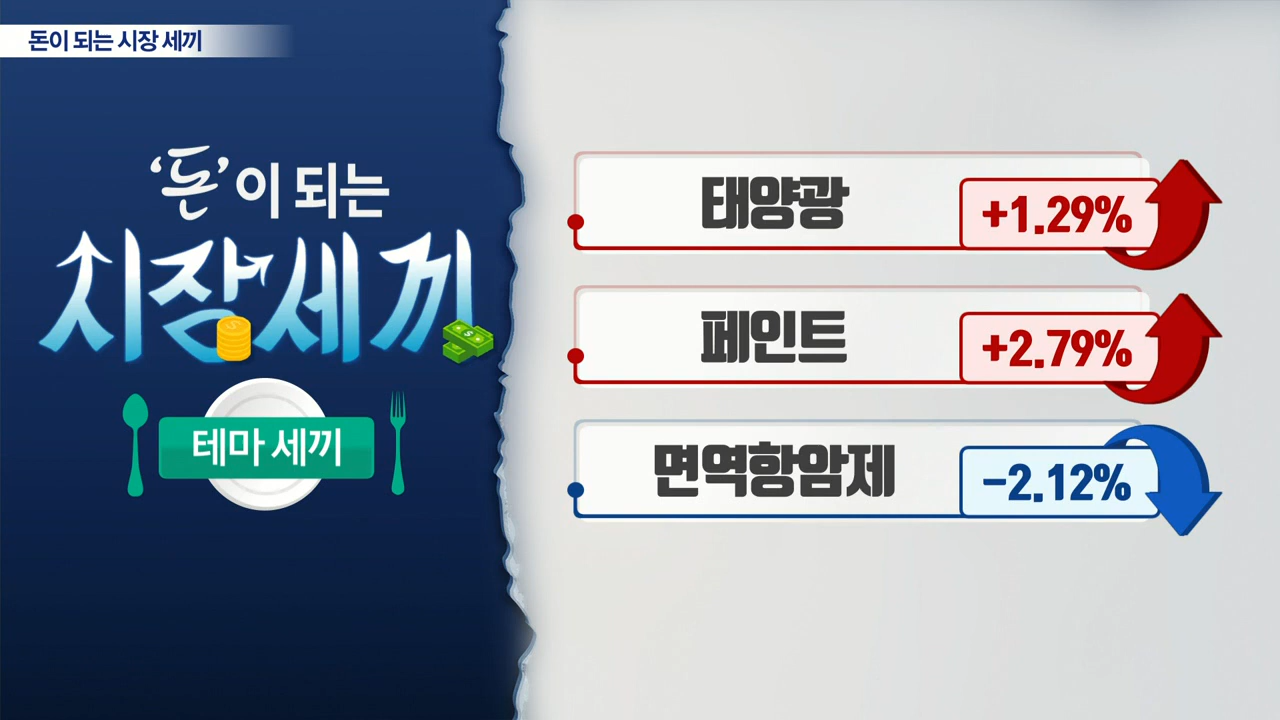 돈이 되는 시장 세끼
‘돈’이 되는
시장세끼
테마 세끼
태양광
+1.29%
페인트
+2.79%
면역항암제
-2.12%